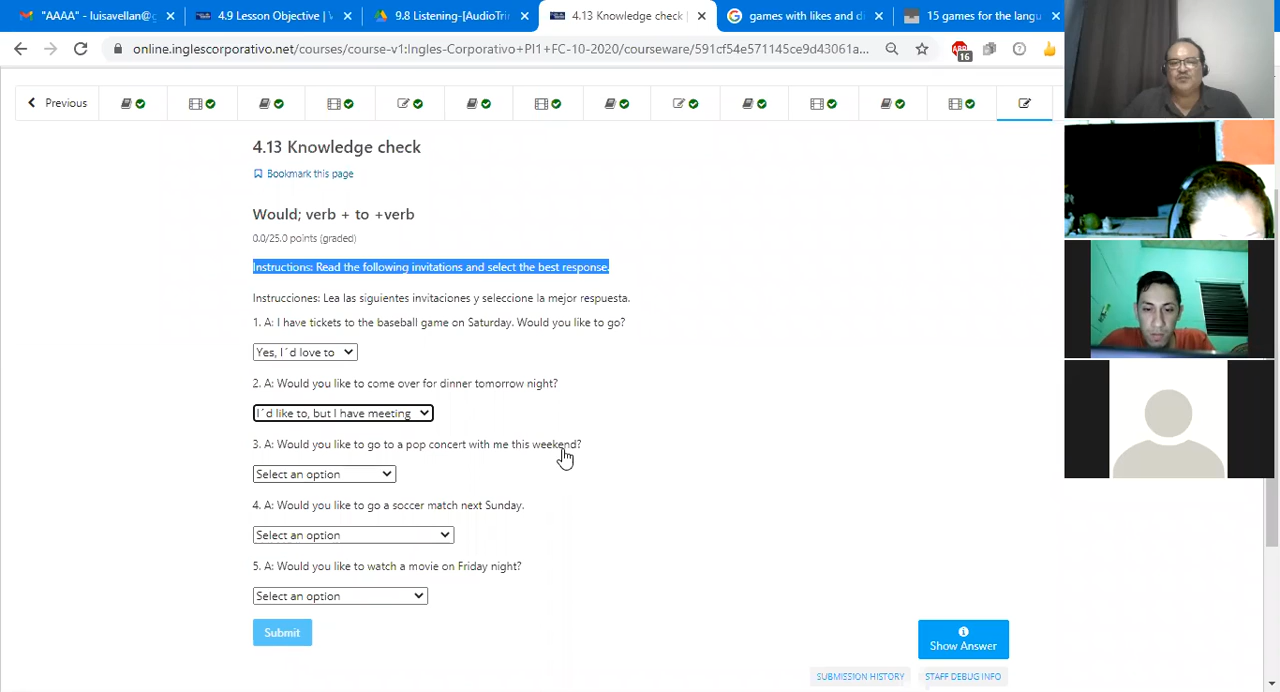 "AAAA" - luisavellan@g
4.9 Lesson Objective | V
9.8 Listening-[AudioTrin
4.13 Knowledge check |
games with likes and di
15 games for the langu
online.inglescorporativo.net/courses/course-v1:Ingles-Corporativo+PI1+FC-10-2020/courseware/591cf54e571145ce9d43061a...
16
Previous
4.13 Knowledge check
Bookmark this page
Would; verb + to +verb
0.0/25.0 points (graded)
Instructions: Read the following invitations and select the best response.
Instrucciones: Lea las siguientes invitaciones y seleccione la mejor respuesta.
1. A: I have tickets to the baseball game on Saturday. Would you like to go?
Yes, I´d love to
2. A: Would you like to come over for dinner tomorrow night?
I´d like to, but I have meeting
3. A: Would you like to go to a pop concert with me this weekend?
Select an option
4. A: Would you like to go a soccer match next Sunday.
Select an option
5. A: Would you like to watch a movie on Friday night?
Select an option
Submit
Show Answer
SUBMISSION HISTORY
STAFF DEBUG INFO